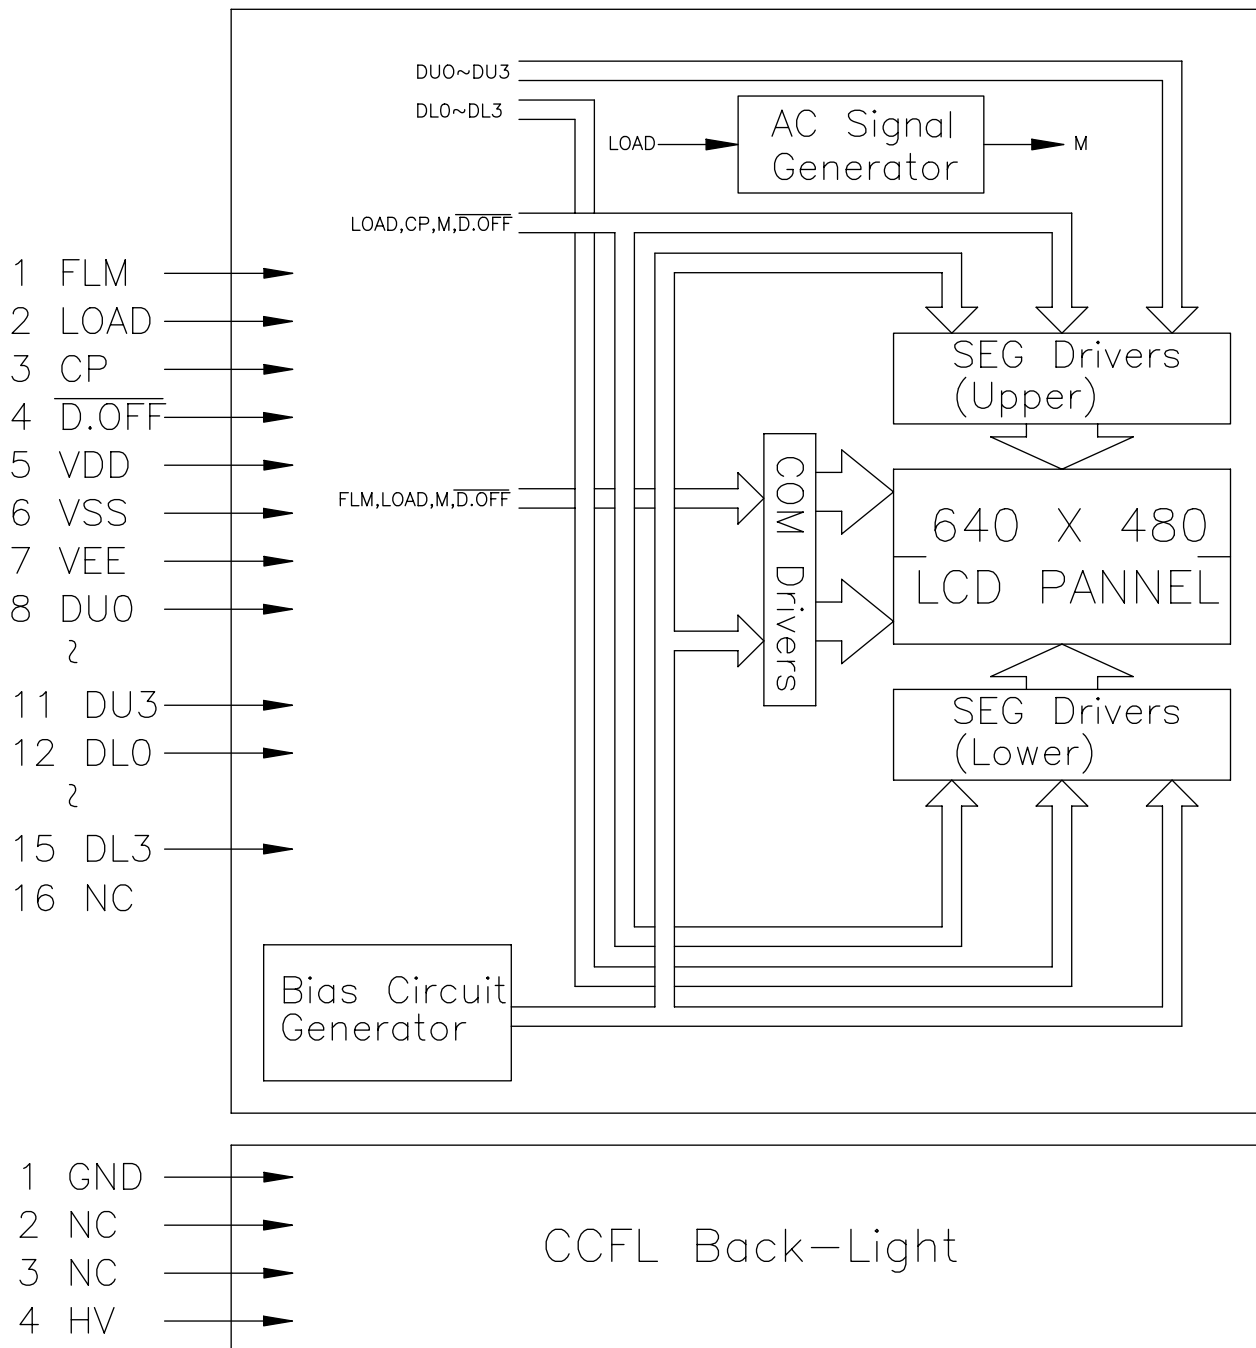 DU0~DU3
DL0~DL3
LOAD
AC Signal
Generator
M
LOAD,CP,M,D.OFF
1 FLM
2 LOAD
3 CP
4 D.OFF
5 VDD
6 VSS
7 VEE
8 DU0
~
11 DU3
12 DL0
~
15 DL3
16 NC
SEG Drivers
(Upper)
FLM,LOAD,M,D.OFF
COM Drivers
640 X 480
LCD PANNEL
SEG Drivers
(Lower)
Bias Circuit
Generator
1 GND
2 NC
3 NC
4 HV
CCFL Back-Light